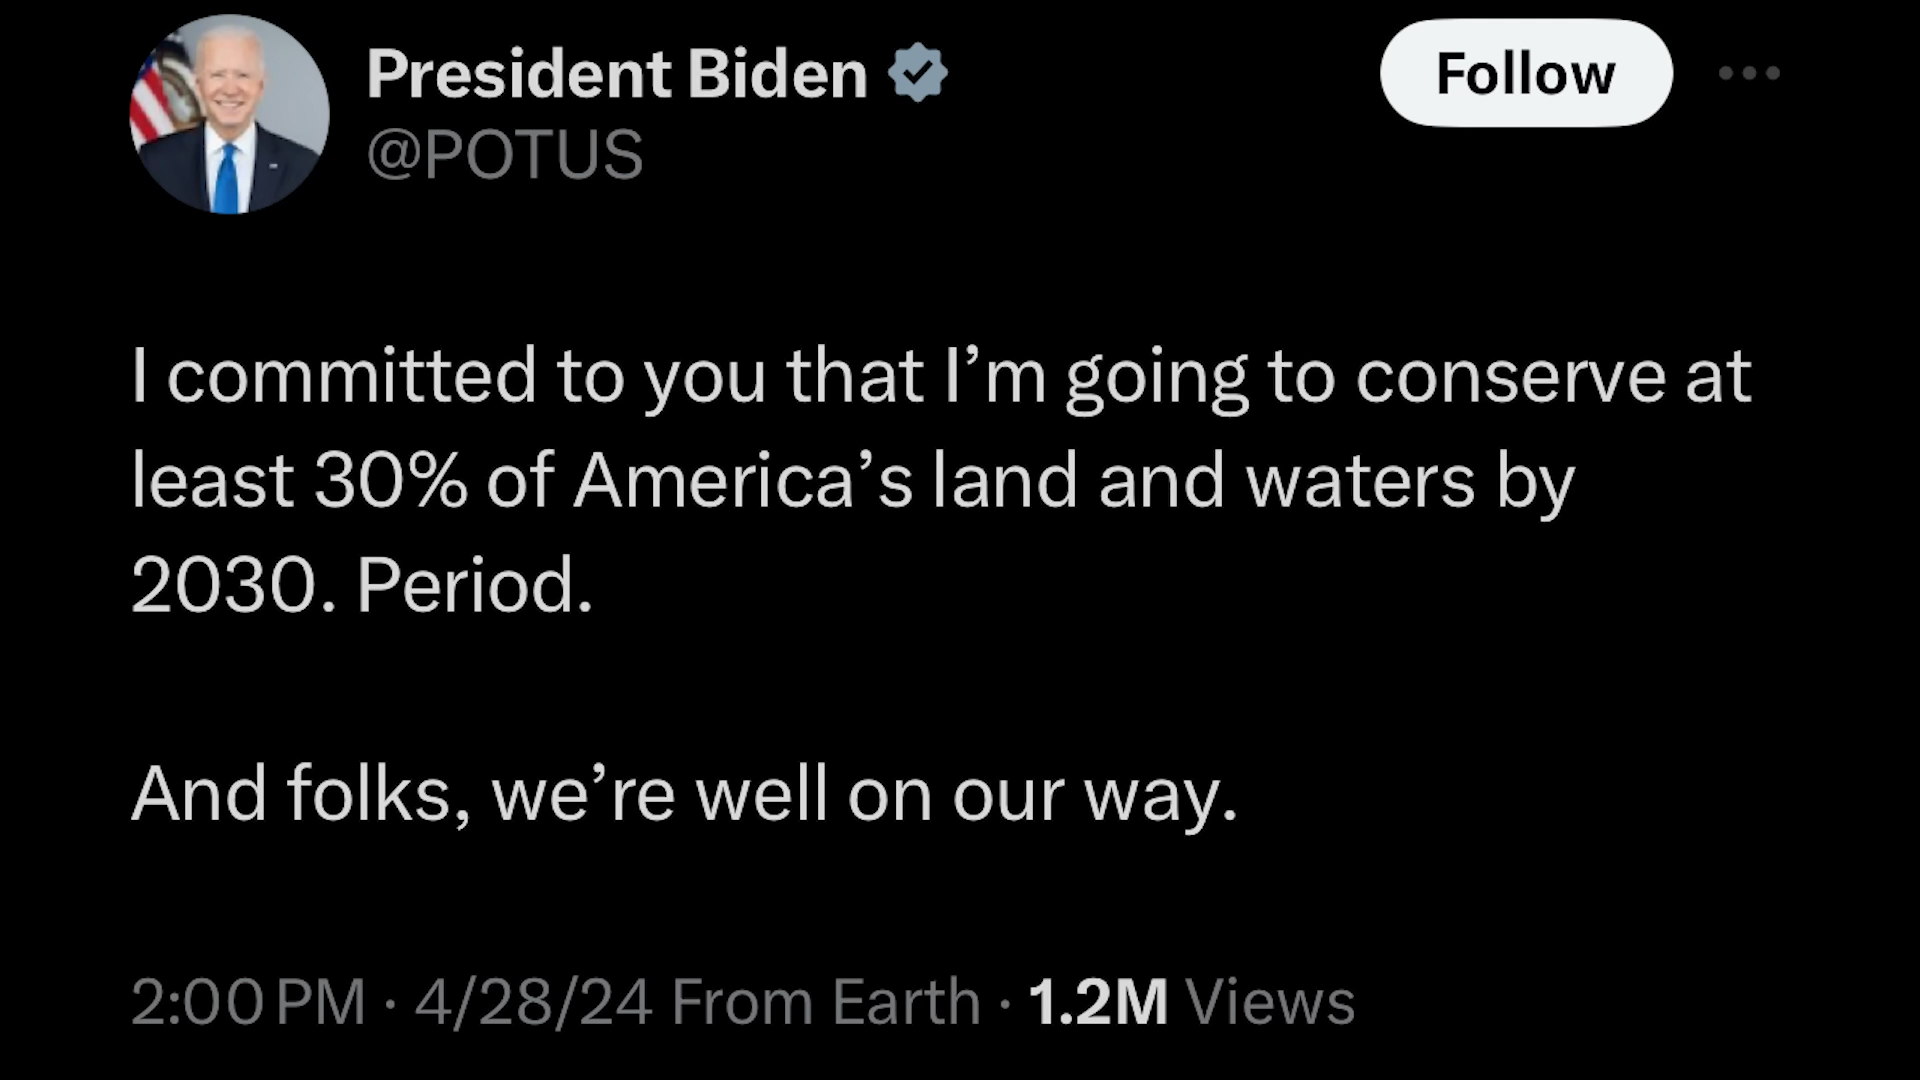 President Biden
Follow
@POTUS
I committed to you that I’m going to conserve at
least 30% of America’s land and waters by
2030. Period.
And folks, we’re well on our way.
2:00 PM · 4/28/24 From Earth · 1.2M Views